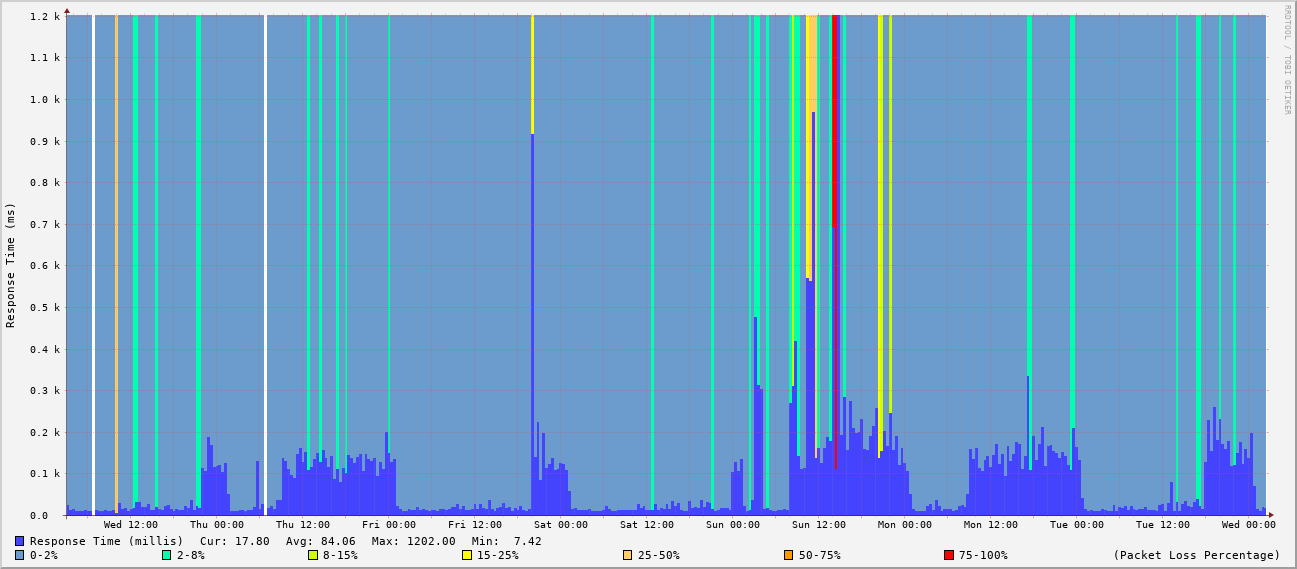 1.2 k
1.1 k
1.0 k
0.9 k
0.8 k
0.7 k
0.6 k
0.5 k
0.4 k
0.3 k
0.2 k
0.1 k
0.0
Response Time (ms)
RRDTOOL / TOBI OETIKER
Wed 12:00 Thu 00:00 Thu 12:00 Fri 00:00 Fri 12:00 Sat 00:00 Sat 12:00 Sun 00:00 Sun 12:00 Mon 00:00 Mon 12:00 Tue 00:00 Tue 12:00 Wed 00:00
Response Time (millis) Cur: 17.80 Avg: 84.06 Max: 1202.00 Min: 7.42
0-2% 2-8% 8-15% 15-25% 25-50% 50-75% 75-100% (Packet Loss Percentage)